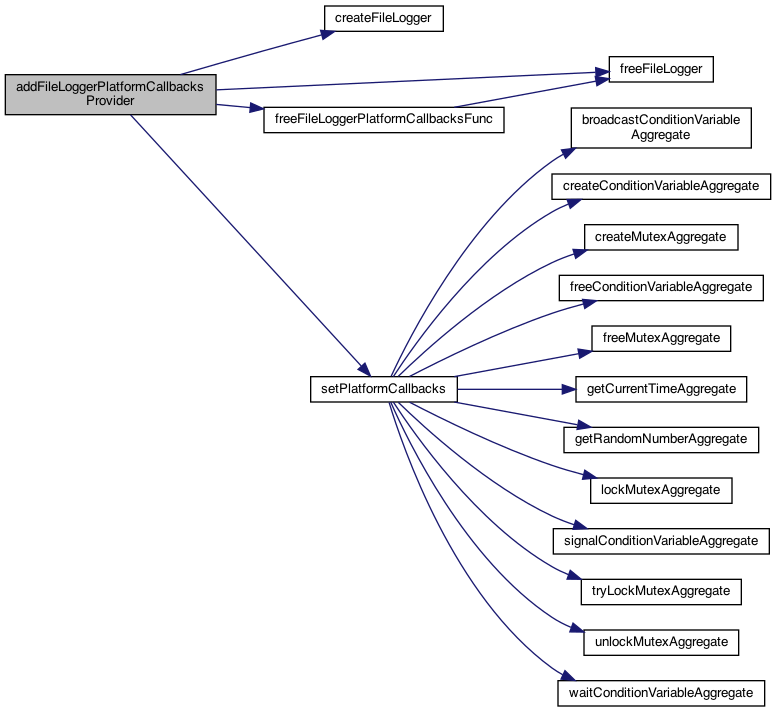 createFileLogger
freeFileLogger
addFileLoggerPlatformCallbacks
Provider
freeFileLoggerPlatformCallbacksFunc
broadcastConditionVariable
Aggregate
createConditionVariableAggregate
createMutexAggregate
freeConditionVariableAggregate
freeMutexAggregate
setPlatformCallbacks
getCurrentTimeAggregate
getRandomNumberAggregate
lockMutexAggregate
signalConditionVariableAggregate
tryLockMutexAggregate
unlockMutexAggregate
waitConditionVariableAggregate